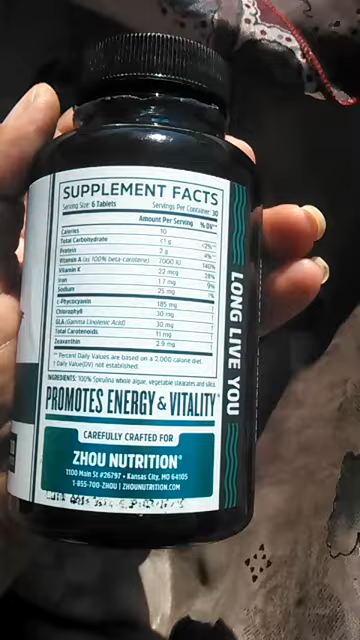 SUPPLEMENT FACTS
Serving Size: 6 Tablets Servings Per Container: 30
Amount Per Serving % DV**
Calories 10
Total Carbohydrate <1 g <2%**
Protein 2 g 4%**
Vitamin A (as 100% beta-carotene) 7000 IU 140%
Vitamin K 22 mcg 28%
Iron 1.7 mg 9%
Sodium 25 mg 1%
c-Phycocyanin 185 mg †
Chlorophyll 30 mg †
GLA (Gamma Linolenic Acid) 30 mg †
Total Carotenoids 11 mg †
Zeaxanthin 2.9 mg †
** Percent Daily Values are based on a 2,000 calorie diet.
† Daily Value(DV) not established.
INGREDIENTS: 100% Spirulina whole algae, vegetable stearates and silica.
PROMOTES ENERGY & VITALITY*
CAREFULLY CRAFTED FOR
ZHOU NUTRITION®
1100 Main St #26797 • Kansas City, MO 64105
1-855-700-ZHOU | ZHOUNUTRITION.COM
LONG LIVE YOU